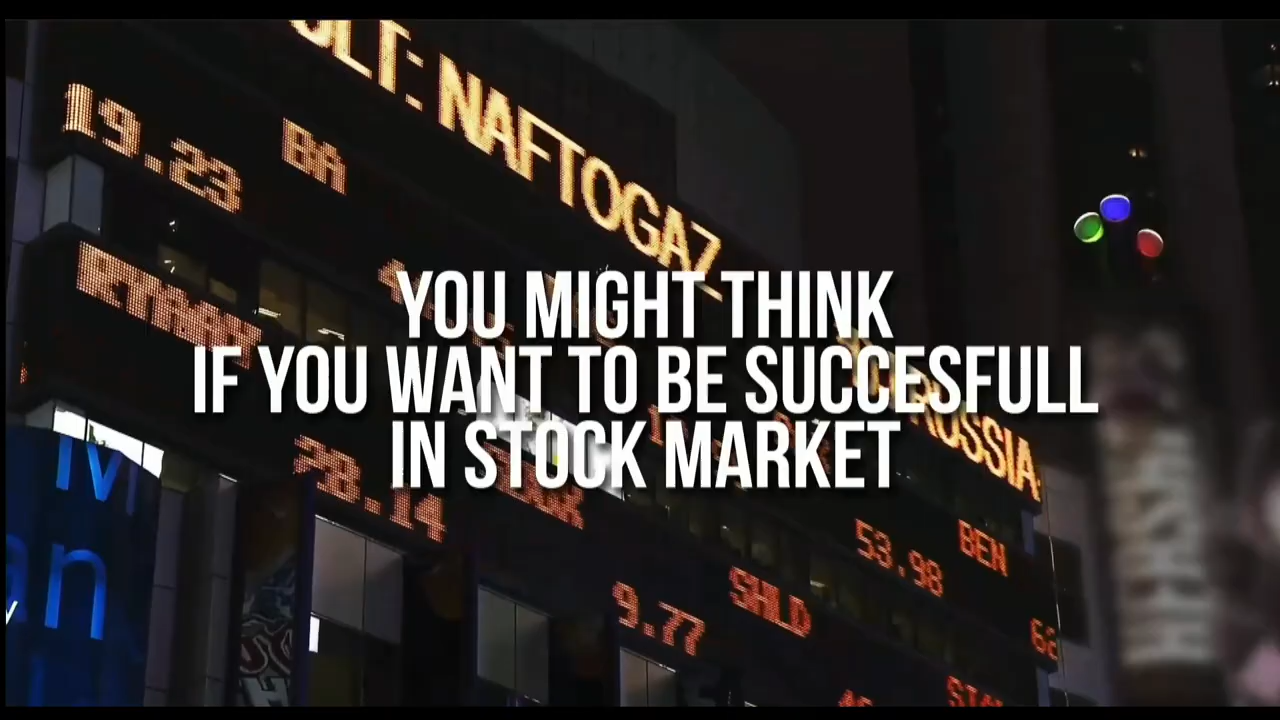 OLT: NAFTOGAZ
19.23 BA
YOU MIGHT THINK
IF YOU WANT TO BE SUCCESFULL
IN STOCK MARKET
RUSSIA
28.14
53.98 BEN
9.77 SHLD
62